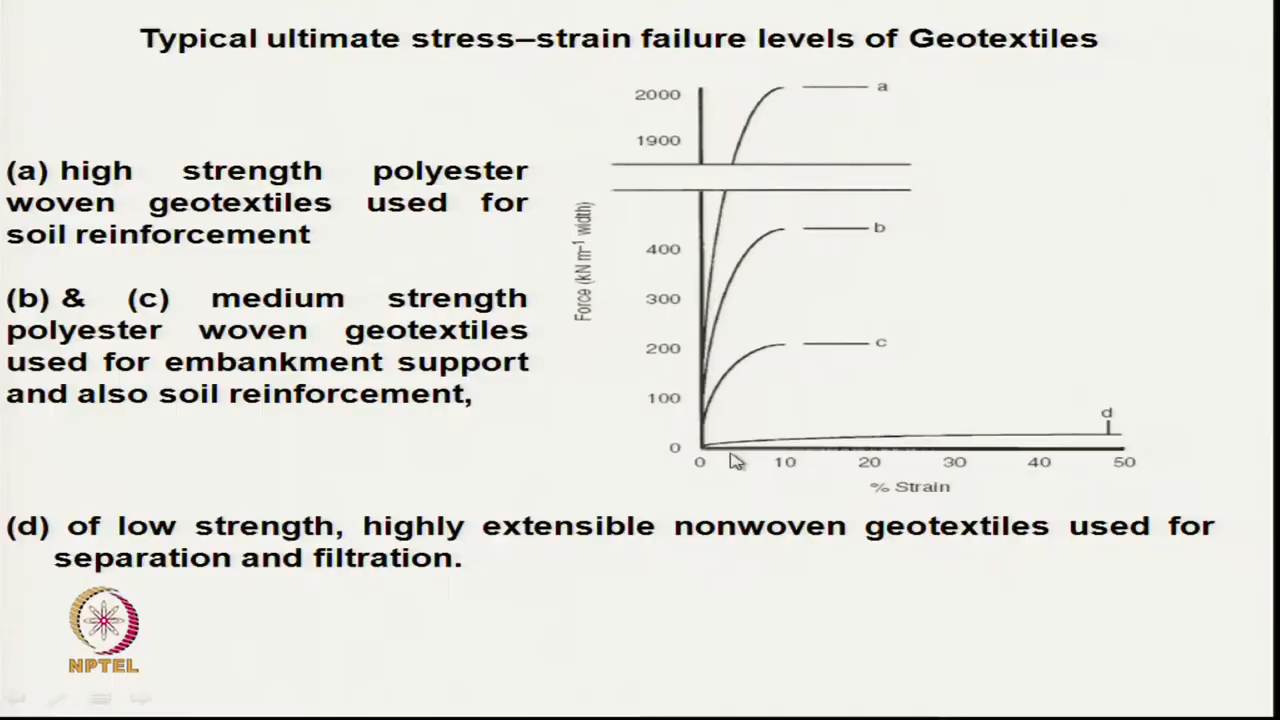 Typical ultimate stress–strain failure levels of Geotextiles
(a) high strength polyester
woven geotextiles used for
soil reinforcement
(b) & (c) medium strength
polyester woven geotextiles
used for embankment support
and also soil reinforcement,
2000
1900
400
300
200
100
0
Force (kN m⁻¹ width)
a
b
c
d
0 10 20 30 40 50
% Strain
(d) of low strength, highly extensible nonwoven geotextiles used for
separation and filtration.
NPTEL